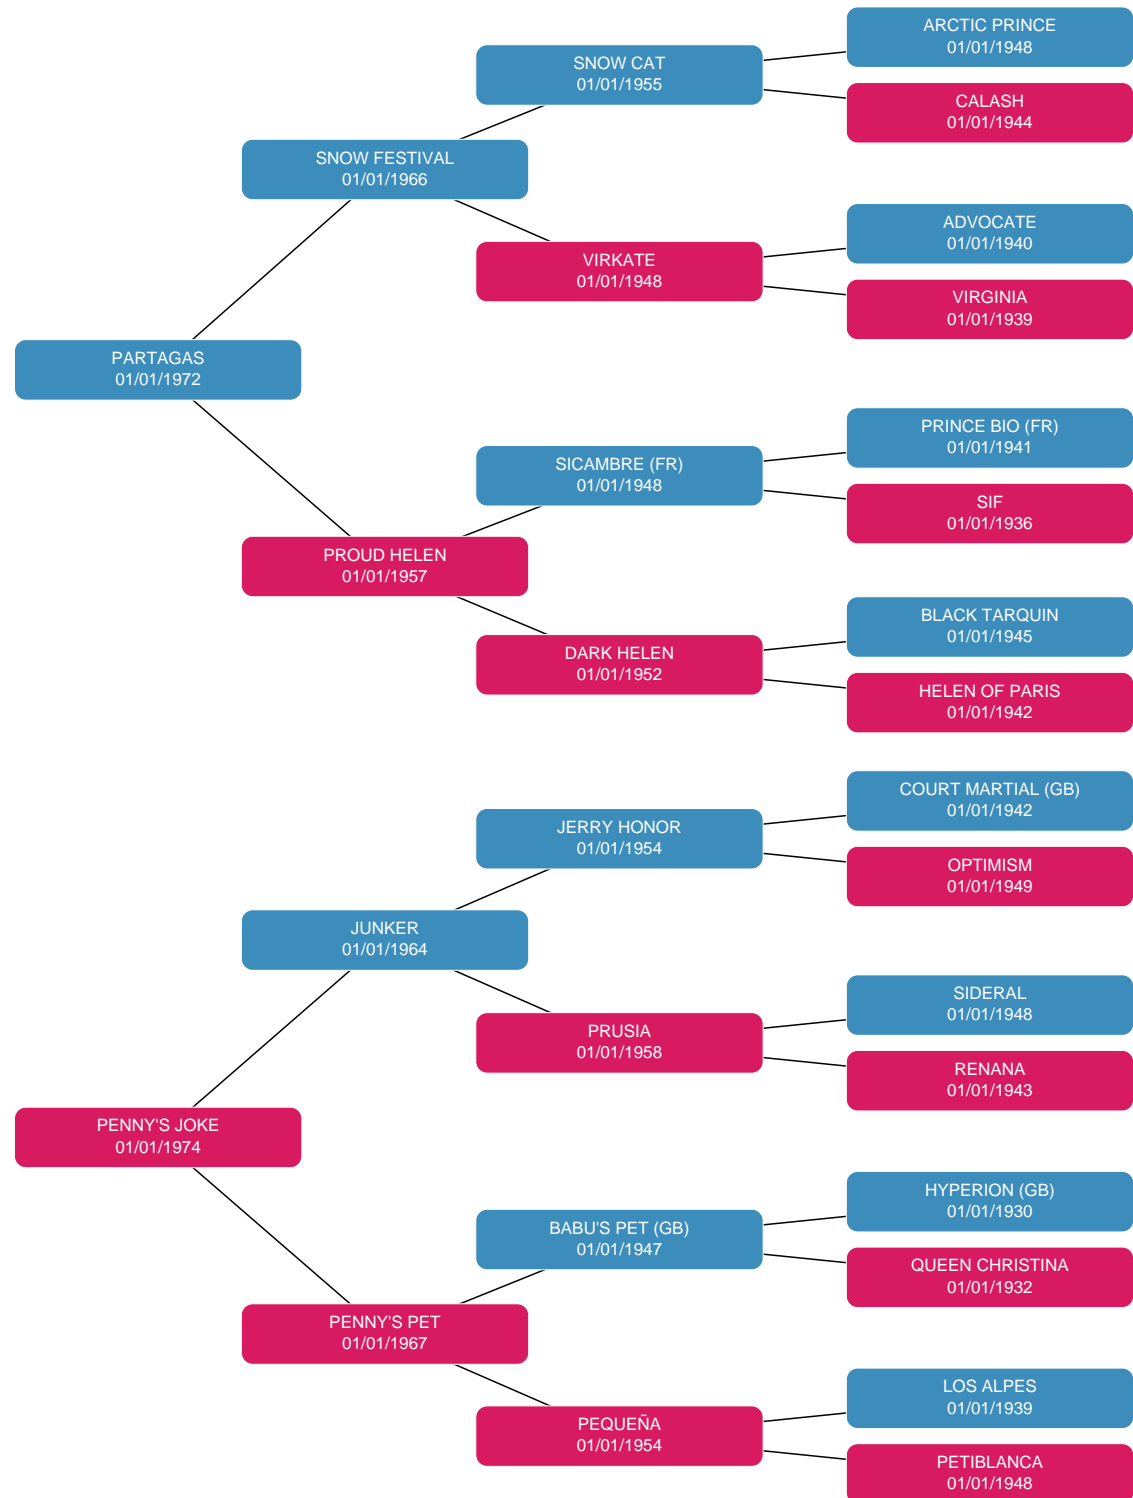 ARCTIC PRINCE
01/01/1948
SNOW CAT
01/01/1955
CALASH
01/01/1944
SNOW FESTIVAL
01/01/1966
ADVOCATE
01/01/1940
VIRKATE
01/01/1948
VIRGINIA
01/01/1939
PARTAGAS
01/01/1972
PRINCE BIO (FR)
01/01/1941
SICAMBRE (FR)
01/01/1948
SIF
01/01/1936
PROUD HELEN
01/01/1957
BLACK TARQUIN
01/01/1945
DARK HELEN
01/01/1952
HELEN OF PARIS
01/01/1942
COURT MARTIAL (GB)
01/01/1942
JERRY HONOR
01/01/1954
OPTIMISM
01/01/1949
JUNKER
01/01/1964
SIDERAL
01/01/1948
PRUSIA
01/01/1958
RENANA
01/01/1943
PENNY'S JOKE
01/01/1974
HYPERION (GB)
01/01/1930
BABU'S PET (GB)
01/01/1947
QUEEN CHRISTINA
01/01/1932
PENNY'S PET
01/01/1967
LOS ALPES
01/01/1939
PEQUEÑA
01/01/1954
PETIBLANCA
01/01/1948